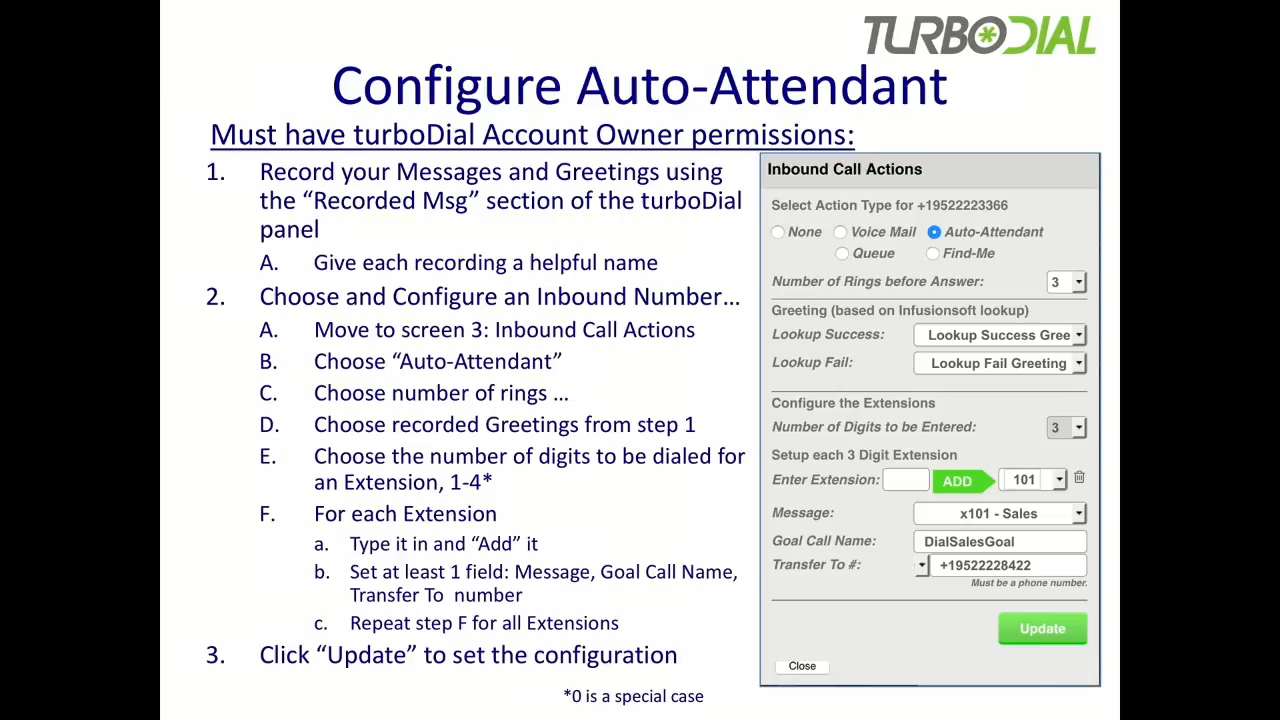 TURBODIAL
Configure Auto-Attendant
Must have turboDial Account Owner permissions:
1. Record your Messages and Greetings using
the “Recorded Msg” section of the turboDial
panel
A. Give each recording a helpful name
2. Choose and Configure an Inbound Number…
A. Move to screen 3: Inbound Call Actions
B. Choose “Auto-Attendant”
C. Choose number of rings …
D. Choose recorded Greetings from step 1
E. Choose the number of digits to be dialed for
an Extension, 1-4*
F. For each Extension
a. Type it in and “Add” it
b. Set at least 1 field: Message, Goal Call Name,
Transfer To number
c. Repeat step F for all Extensions
3. Click “Update” to set the configuration
*0 is a special case
Inbound Call Actions
Select Action Type for +19522223366
None Voice Mail Auto-Attendant
Queue Find-Me
Number of Rings before Answer: 3
Greeting (based on Infusionsoft lookup)
Lookup Success: Lookup Success Gree
Lookup Fail: Lookup Fail Greeting
Configure the Extensions
Number of Digits to be Entered: 3
Setup each 3 Digit Extension
Enter Extension: ADD 101
Message: x101 - Sales
Goal Call Name: DialSalesGoal
Transfer To #: +19522228422
Must be a phone number.
Update
Close